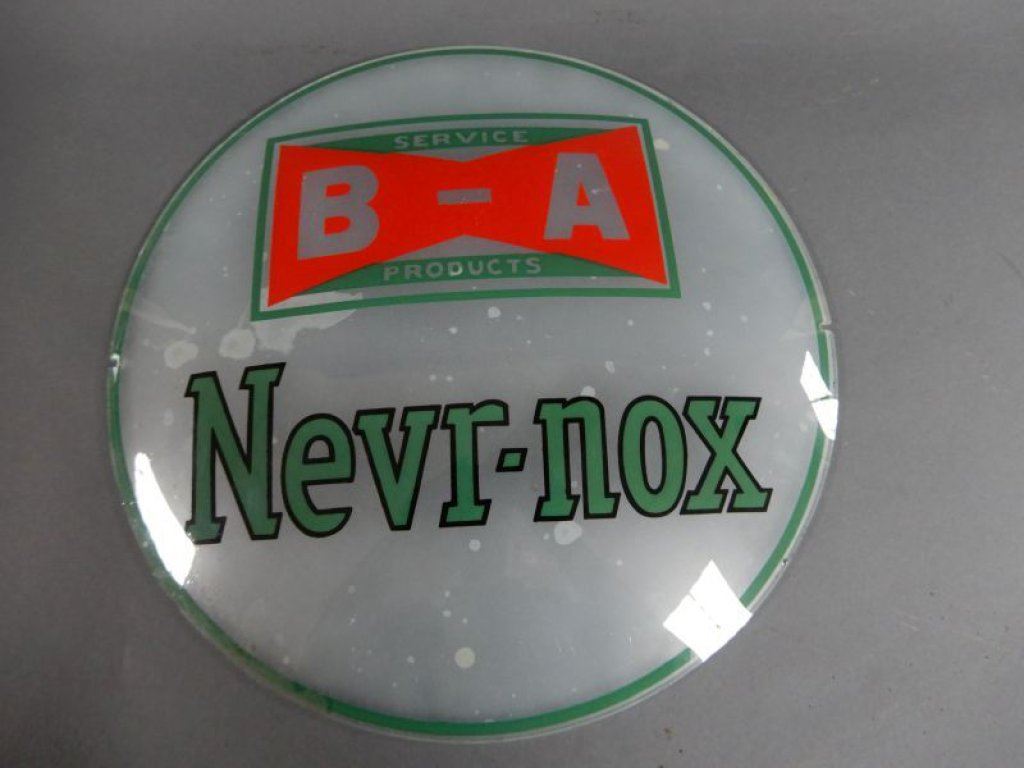 SERVICE
B-A
PRODUCTS
Nevr-nox